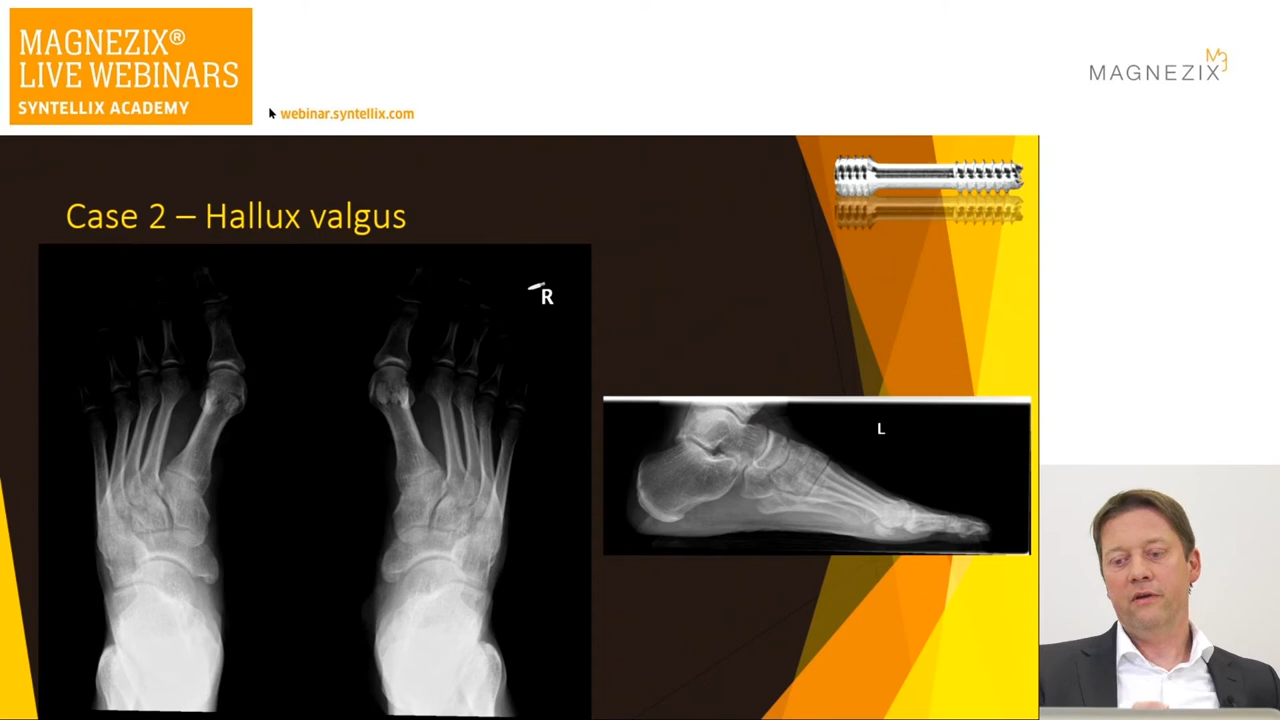 MAGNEZIX®
LIVE WEBINARS
SYNTELLIX ACADEMY
webinar.syntellix.com
MAGNEZIX
Case 2 – Hallux valgus
R
L